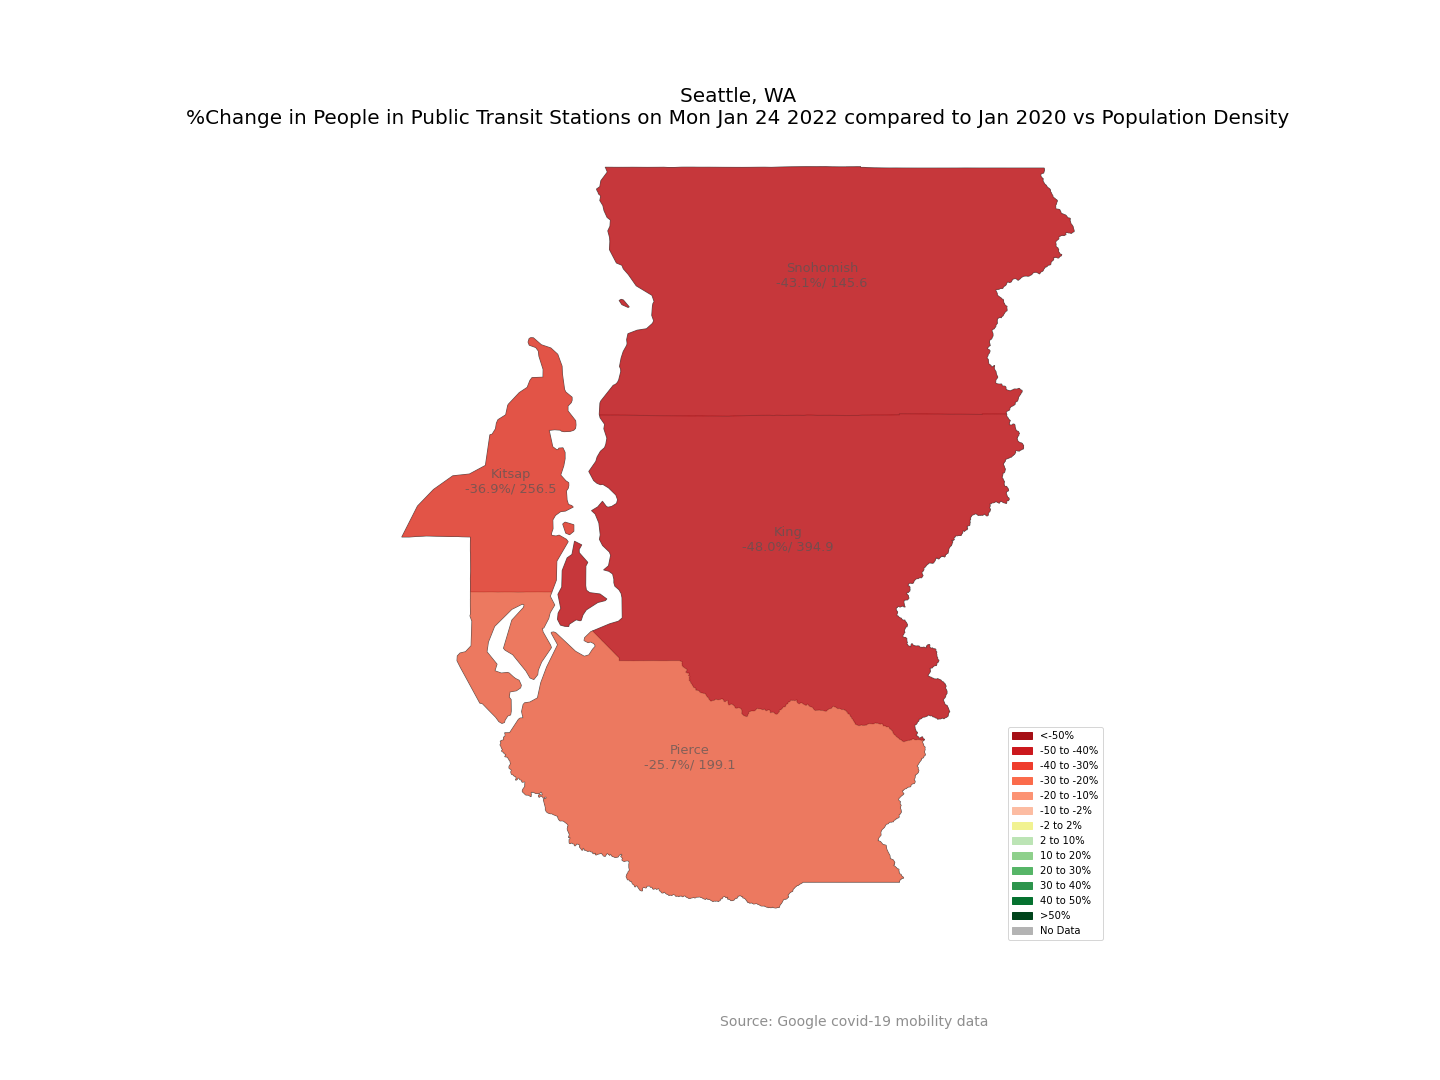 Seattle, WA
%Change in People in Public Transit Stations on Mon Jan 24 2022 compared to Jan 2020 vs Population Density
Snohomish
-43.1%/ 145.6
Kitsap
-36.9%/ 256.5
King
-48.0%/ 394.9
Pierce
-25.7%/ 199.1
<-50%
-50 to -40%
-40 to -30%
-30 to -20%
-20 to -10%
-10 to -2%
-2 to 2%
2 to 10%
10 to 20%
20 to 30%
30 to 40%
40 to 50%
>50%
No Data
Source: Google covid-19 mobility data